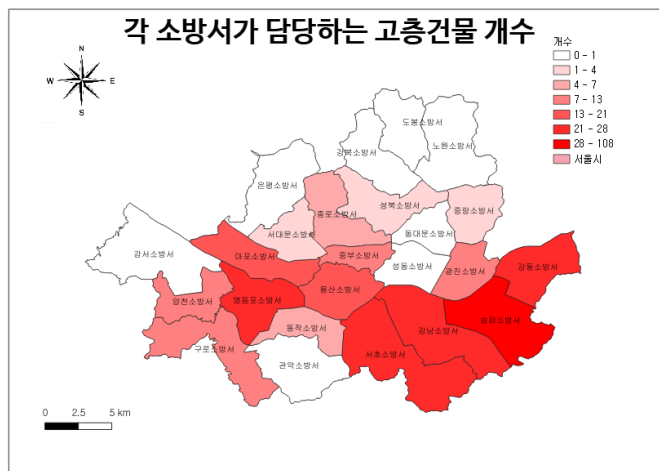 각 소방서가 담당하는 고층건물 개수
개수
0 - 1
1 - 4
4 - 7
7 - 13
13 - 21
21 - 28
28 - 108
서울시
N
W E
S
도봉소방서
강북소방서
노원소방서
은평소방서
종로소방서
성북소방서
중랑소방서
서대문소방서
동대문소방서
강서소방서
마포소방서
중부소방서
성동소방서
광진소방서
강동소방서
양천소방서
영등포소방서
용산소방서
송파소방서
동작소방서
강남소방서
구로소방서
서초소방서
관악소방서
0 2.5 5 km